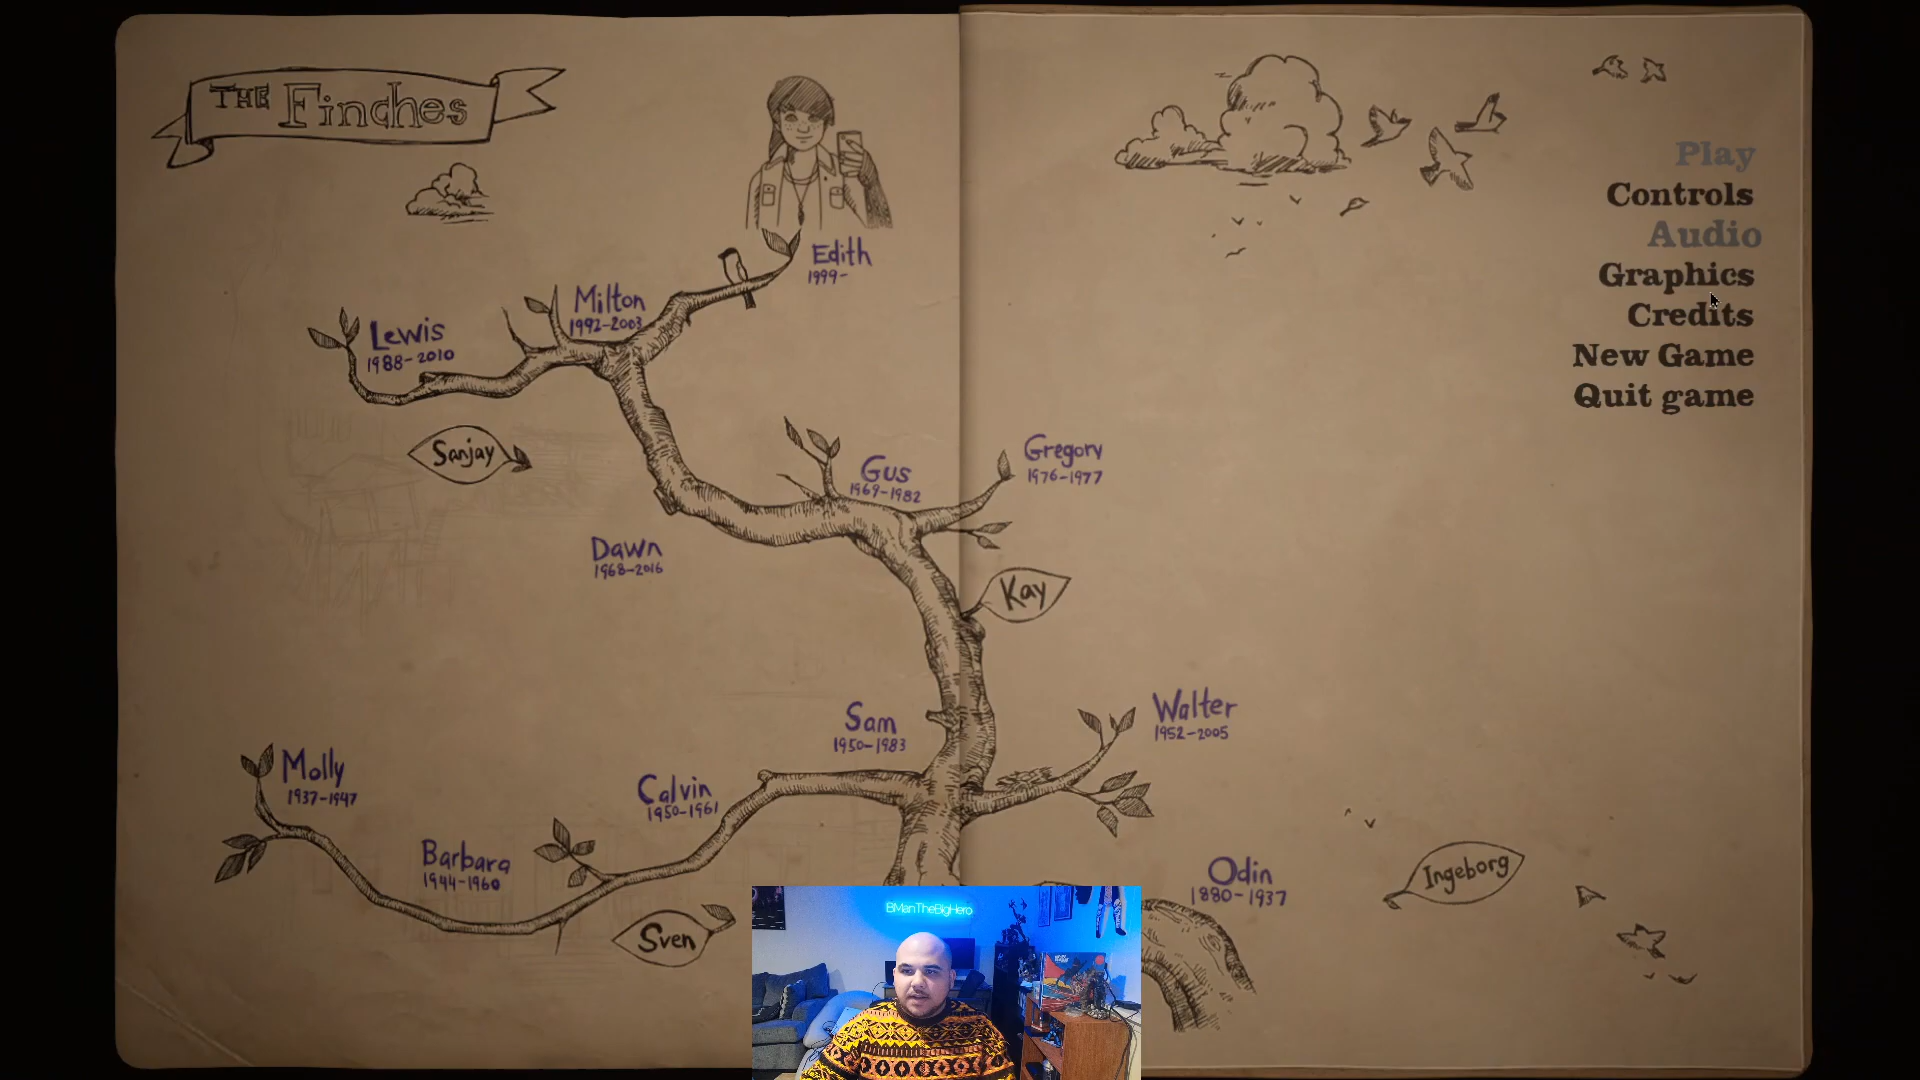 THE Finches
Edith
1999-
Milton
1992-2003
Lewis
1988-2010
Sanjay
Gus
1969-1982
Gregory
1976-1977
Dawn
1968-2016
Kay
Sam
1950-1983
Walter
1952-2005
Molly
1937-1947
Calvin
1950-1961
Barbara
1944-1960
Sven
Odin
1880-1937
Ingeborg
Play
Controls
Audio
Graphics
Credits
New Game
Quit game
BManTheBigHero